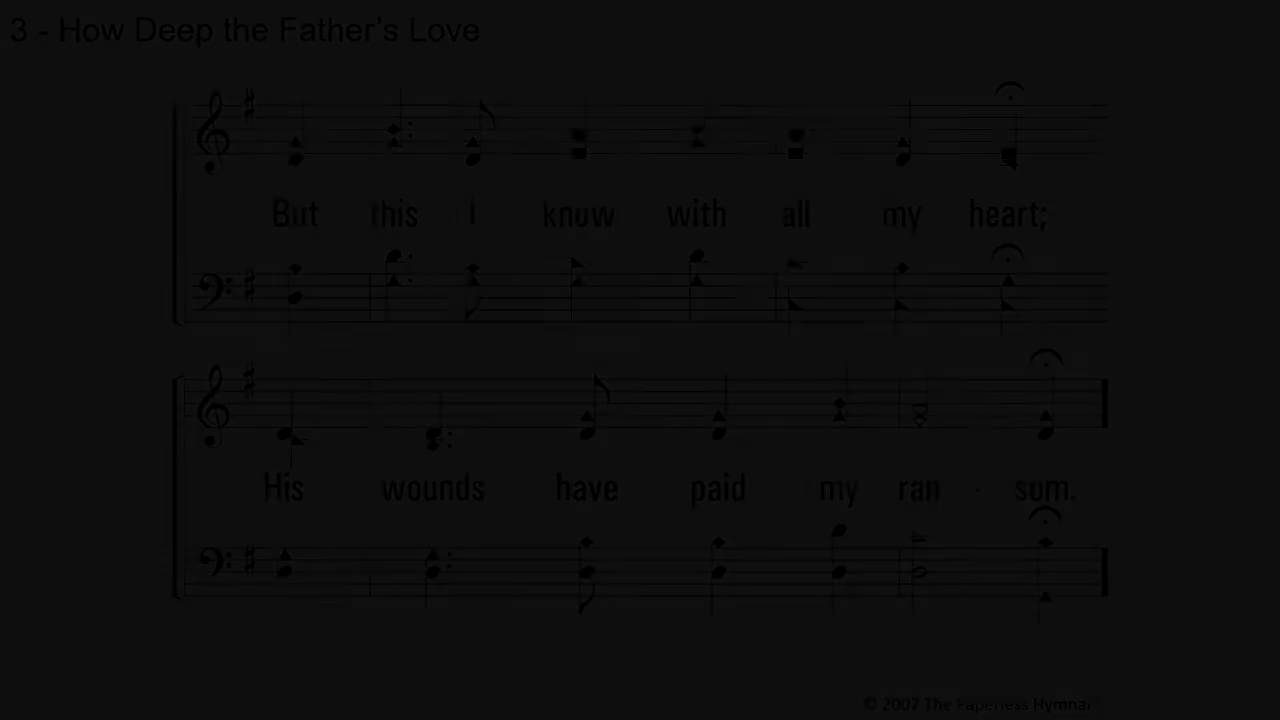 3 - How Deep the Father's Love
But this I know with all my heart;
His wounds have paid my ran - som.
© 2007 The Paperless Hymnal